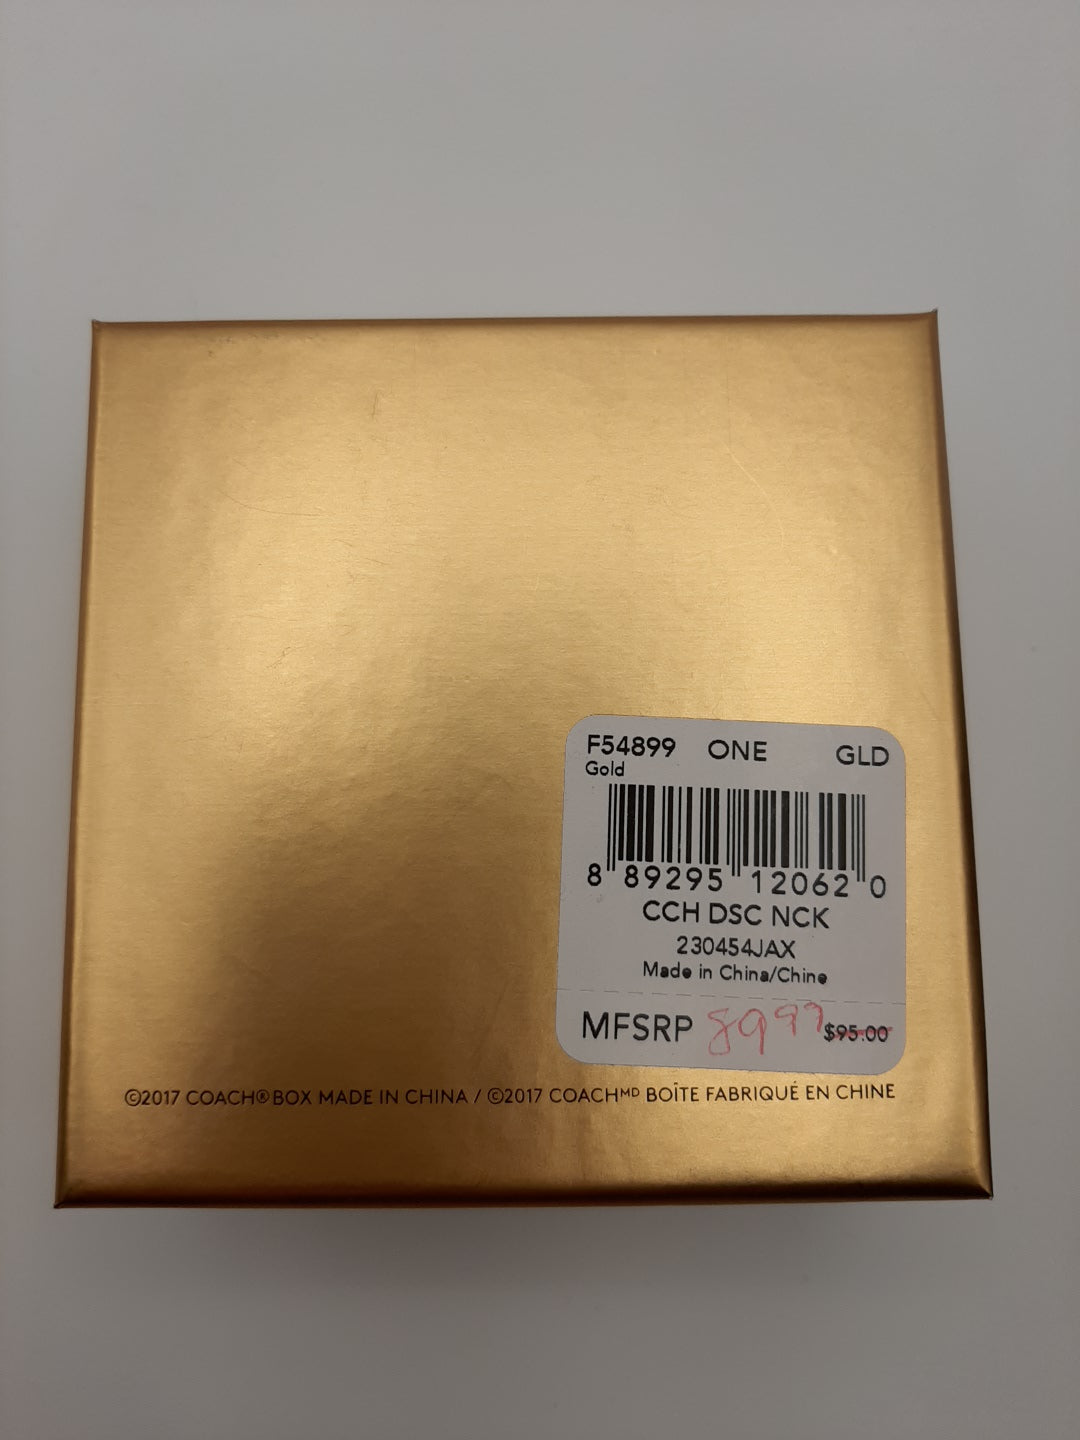 F54899 ONE GLD
Gold
8 89295 12062 0
CCH DSC NCK
230454JAX
Made in China/Chine
MFSRP 8999 $95.00
©2017 COACH® BOX MADE IN CHINA / ©2017 COACHMD BOÎTE FABRIQUÉ EN CHINE